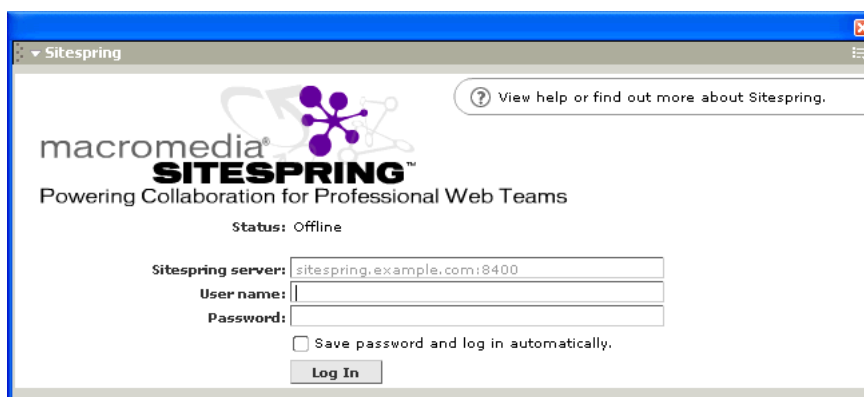 Sitespring
View help or find out more about Sitespring.
macromedia®
SITESPRING™
Powering Collaboration for Professional Web Teams
Status: Offline
Sitespring server: sitespring.example.com:8400
User name:
Password:
Save password and log in automatically.
Log In